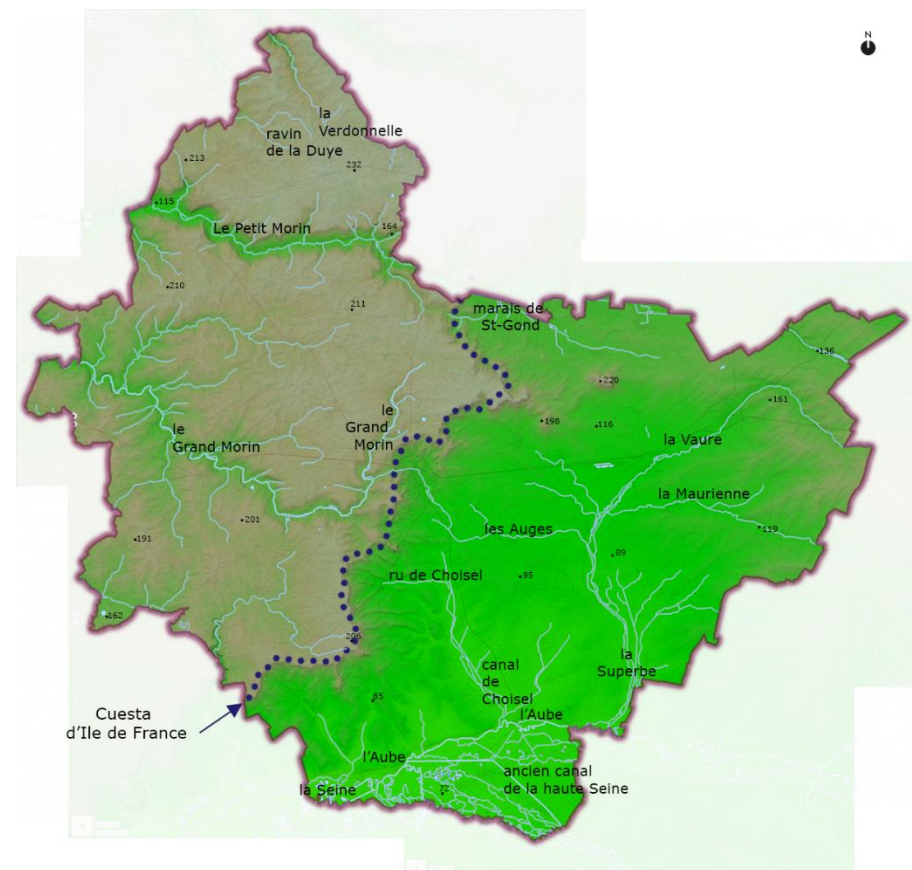 N
la
Verdonnelle
ravin
de la Duye
213
232
115
Le Petit Morin
164
210
211
marais de
St-Gond
136
220
161
198
116
le
Grand
Morin
le
Grand Morin
la Vaure
la Maurienne
201
les Auges
119
191
89
ru de Choisel
95
162
206
la
Superbe
canal
de
Choisel
85
l'Aube
Cuesta
d'Ile de France
l'Aube
ancien canal
de la haute Seine
la Seine
72